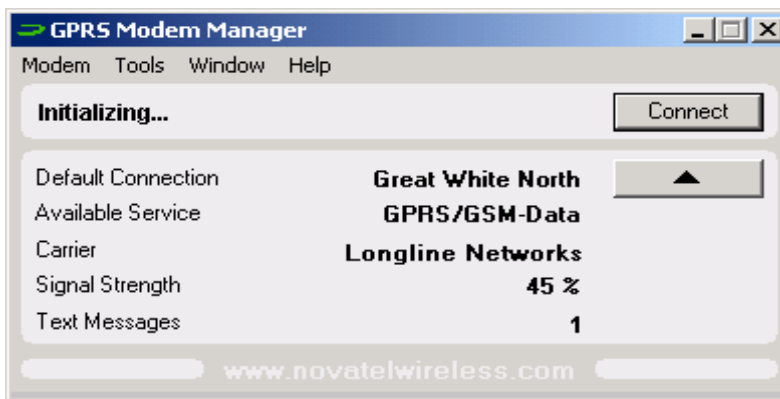 GPRS Modem Manager
Modem Tools Window Help
Initializing... Connect
Default Connection Great White North
Available Service GPRS/GSM-Data
Carrier Longline Networks
Signal Strength 45 %
Text Messages 1
www.novatelwireless.com